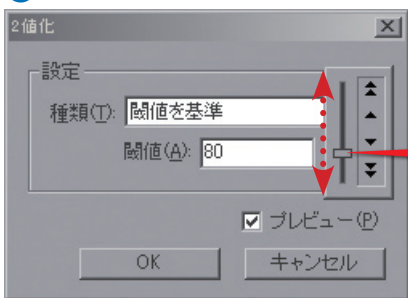 2値化
設定
種類(T): 閾値を基準
閾値(A): 80
プレビュー(P)
OK
キャンセル